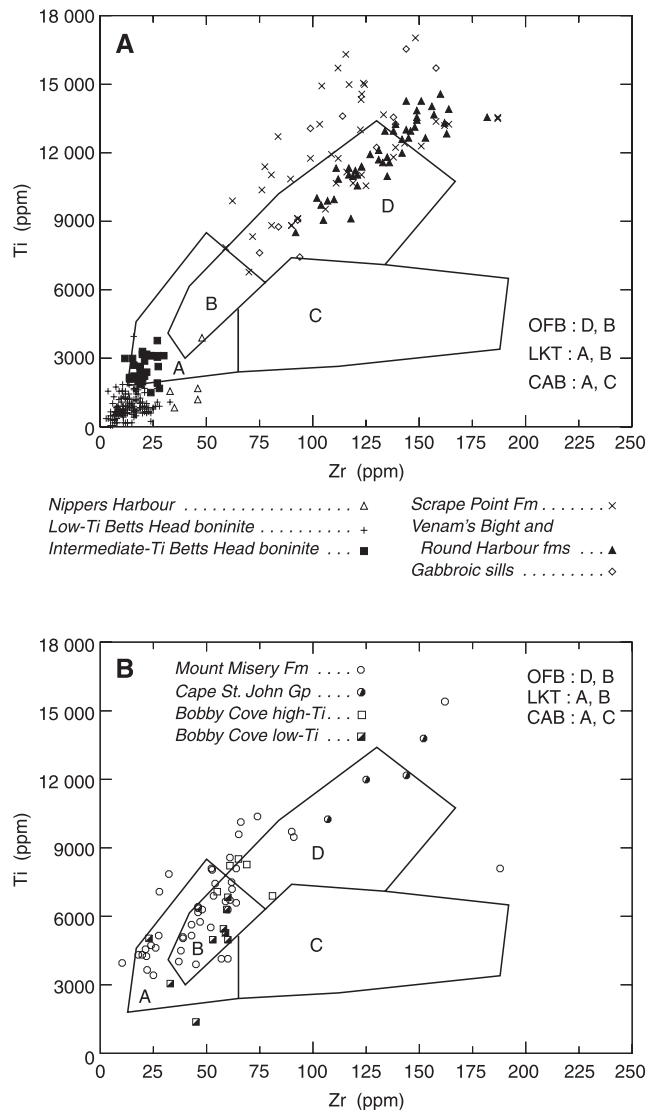 18 000
A
15 000
12 000
Ti (ppm)
9000
D
6000
B
C
OFB : D, B
3000
A
LKT : A, B
CAB : A, C
0
0 25 50 75 100 125 150 175 200 225 250
Zr (ppm)
Nippers Harbour
Low-Ti Betts Head boninite
Intermediate-Ti Betts Head boninite
Scrape Point Fm
Venam's Bight and
Round Harbour fms
Gabbroic sills
18 000
B
Mount Misery Fm
Cape St. John Gp
Bobby Cove high-Ti
Bobby Cove low-Ti
OFB : D, B
LKT : A, B
CAB : A, C
15 000
12 000
Ti (ppm)
9000
D
6000
B
C
3000
A
0
0 25 50 75 100 125 150 175 200 225 250
Zr (ppm)